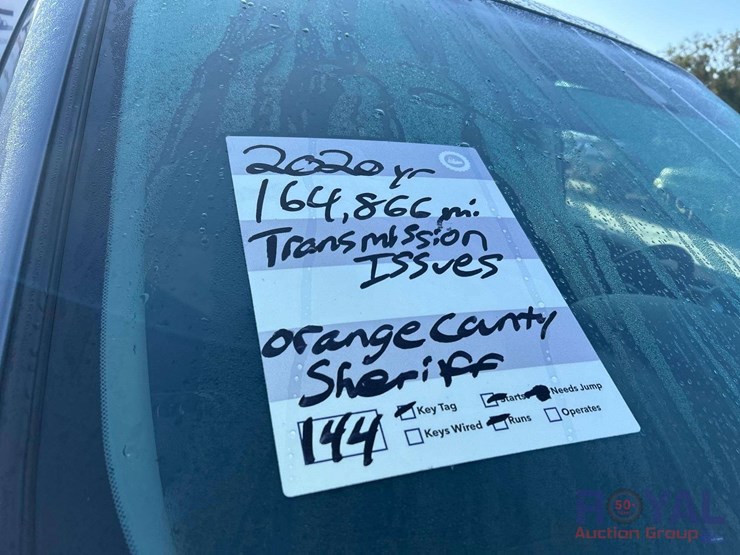 2020 yr
164,866 mi.
Transmission
Issues
orange county
Sheriff
144
Key Tag
Starts
Needs Jump
Keys Wired
Runs
Operates
ROYAL
50+
Auction Group